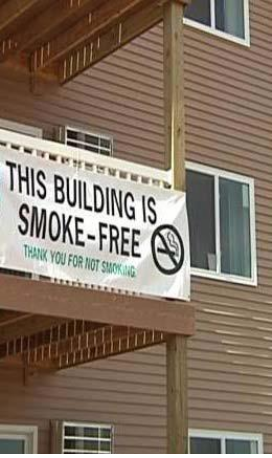 THIS BUILDING IS
SMOKE-FREE
THANK YOU FOR NOT SMOKING